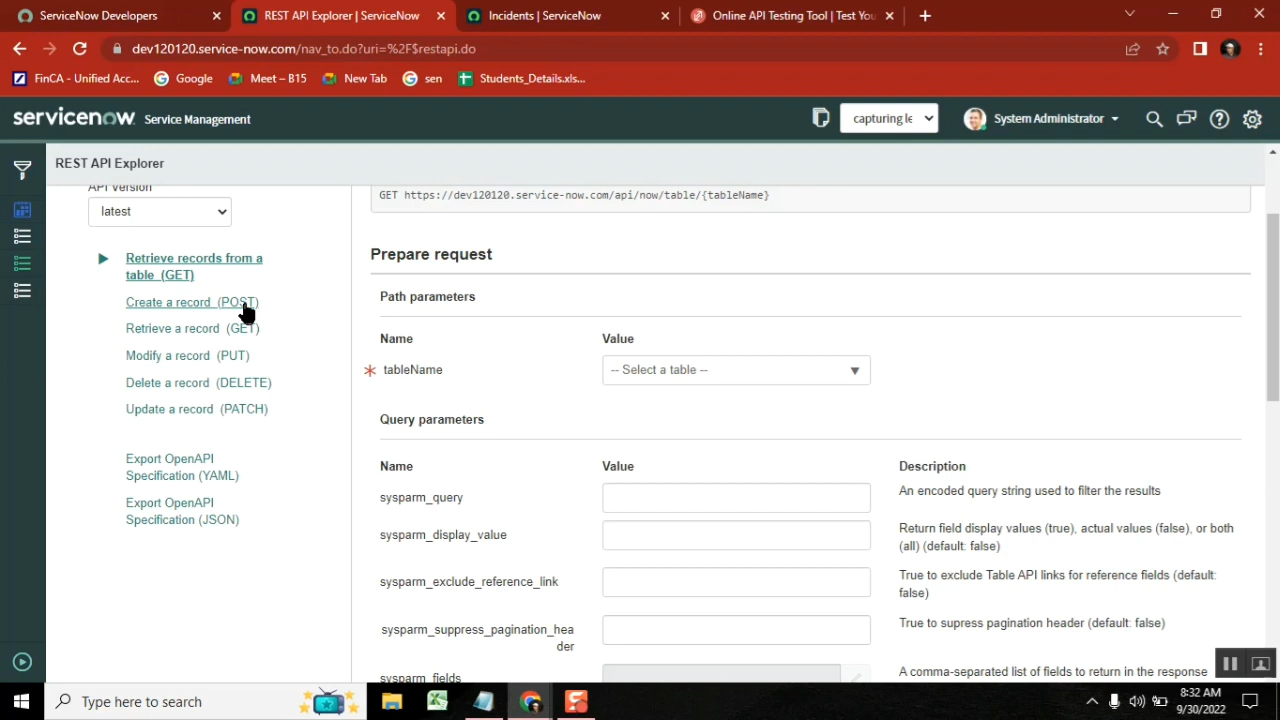 ServiceNow Developers
REST API Explorer | ServiceNow
Incidents | ServiceNow
Online API Testing Tool | Test You
dev120120.service-now.com/nav_to.do?uri=%2F$restapi.do
FinCA - Unified Acc...
Google
Meet – B15
New Tab
sen
Students_Details.xls...
servicenow Service Management
capturing le
System Administrator
REST API Explorer
API Version
latest
GET https://dev120120.service-now.com/api/now/table/{tableName}
Retrieve records from a
table (GET)
Create a record (POST)
Retrieve a record (GET)
Modify a record (PUT)
Delete a record (DELETE)
Update a record (PATCH)
Export OpenAPI
Specification (YAML)
Export OpenAPI
Specification (JSON)
Prepare request
Path parameters
Name Value
tableName -- Select a table --
Query parameters
Name Value Description
sysparm_query An encoded query string used to filter the results
sysparm_display_value Return field display values (true), actual values (false), or both
(all) (default: false)
sysparm_exclude_reference_link True to exclude Table API links for reference fields (default:
false)
sysparm_suppress_pagination_hea True to supress pagination header (default: false)
der
sysparm_fields A comma-separated list of fields to return in the response
Type here to search
8:32 AM
9/30/2022